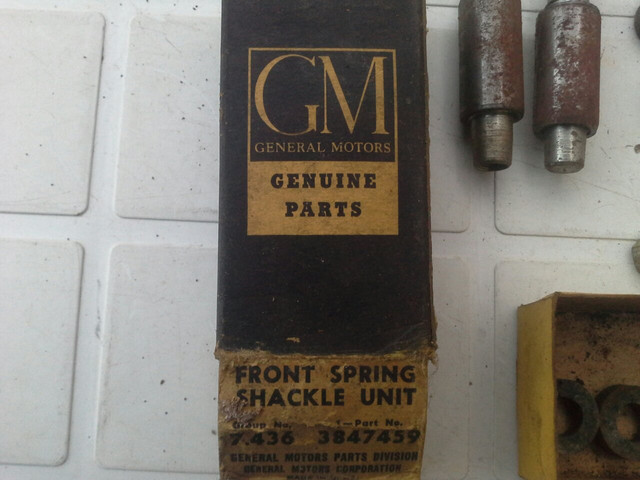 GM
GENERAL MOTORS
GENUINE
PARTS
FRONT SPRING
SHACKLE UNIT
Group No. 1-Part No.
7.436 3847459
GENERAL MOTORS PARTS DIVISION
GENERAL MOTORS CORPORATION